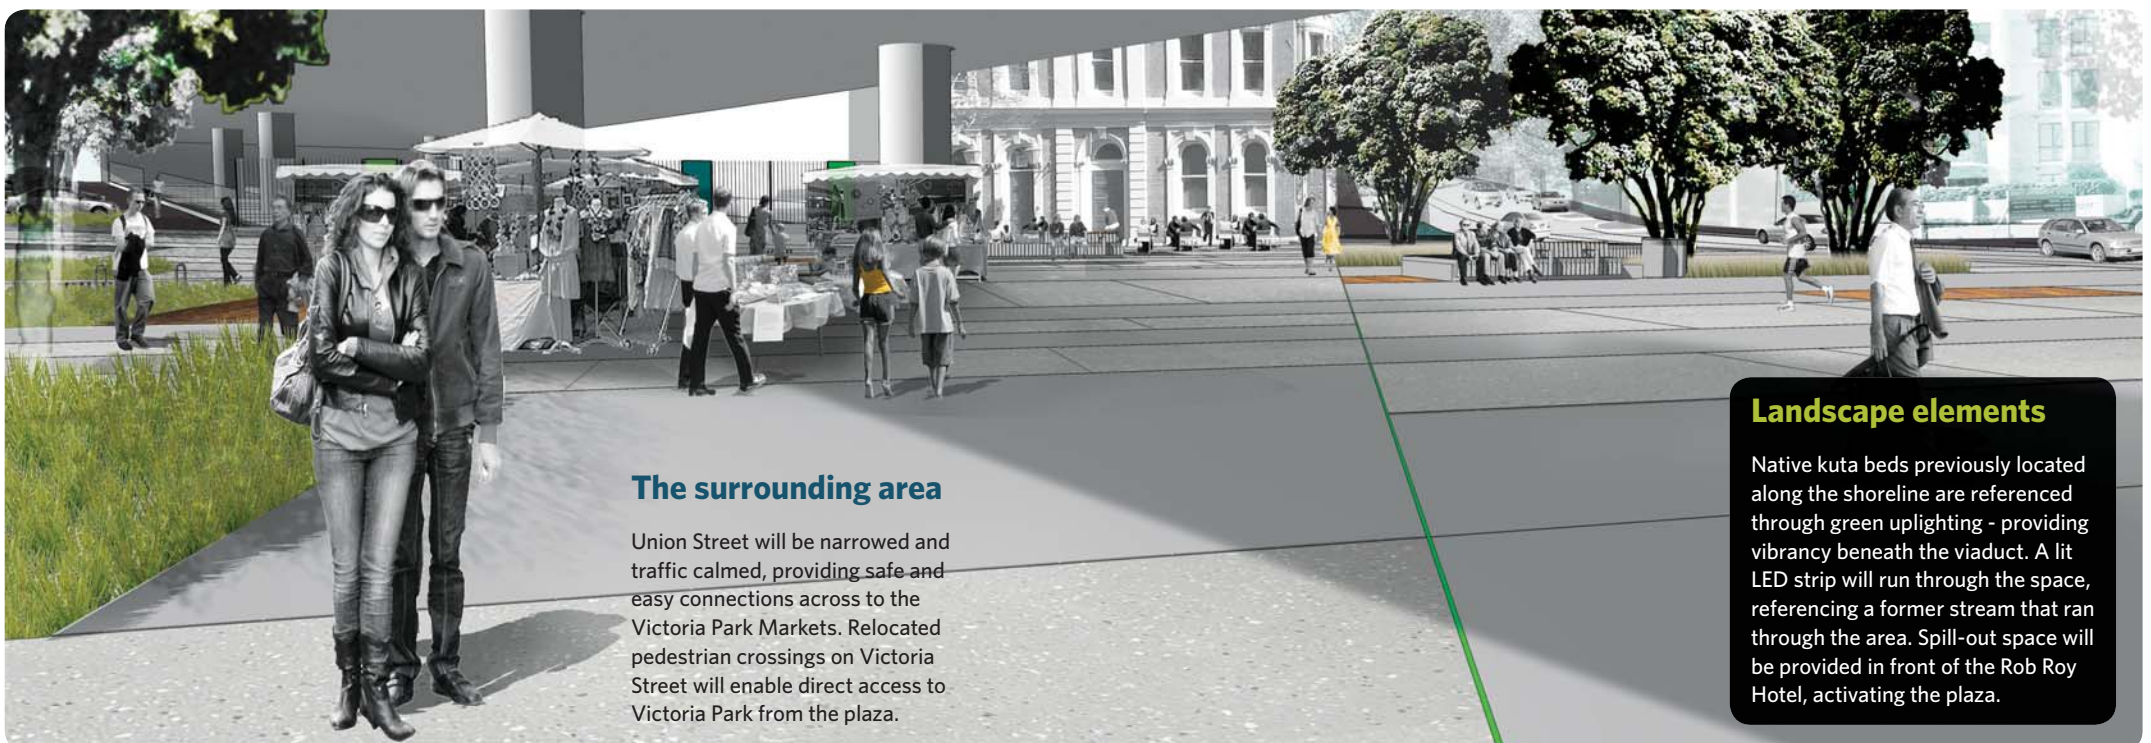 The surrounding area
Union Street will be narrowed and
traffic calmed, providing safe and
easy connections across to the
Victoria Park Markets. Relocated
pedestrian crossings on Victoria
Street will enable direct access to
Victoria Park from the plaza.
Landscape elements
Native kuta beds previously located
along the shoreline are referenced
through green uplighting - providing
vibrancy beneath the viaduct. A lit
LED strip will run through the space,
referencing a former stream that ran
through the area. Spill-out space will
be provided in front of the Rob Roy
Hotel, activating the plaza.